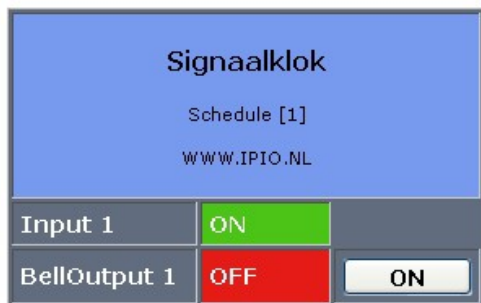 Signaalklok
Schedule [1]
WWW.IPIO.NL
Input 1 ON
BellOutput 1 OFF ON